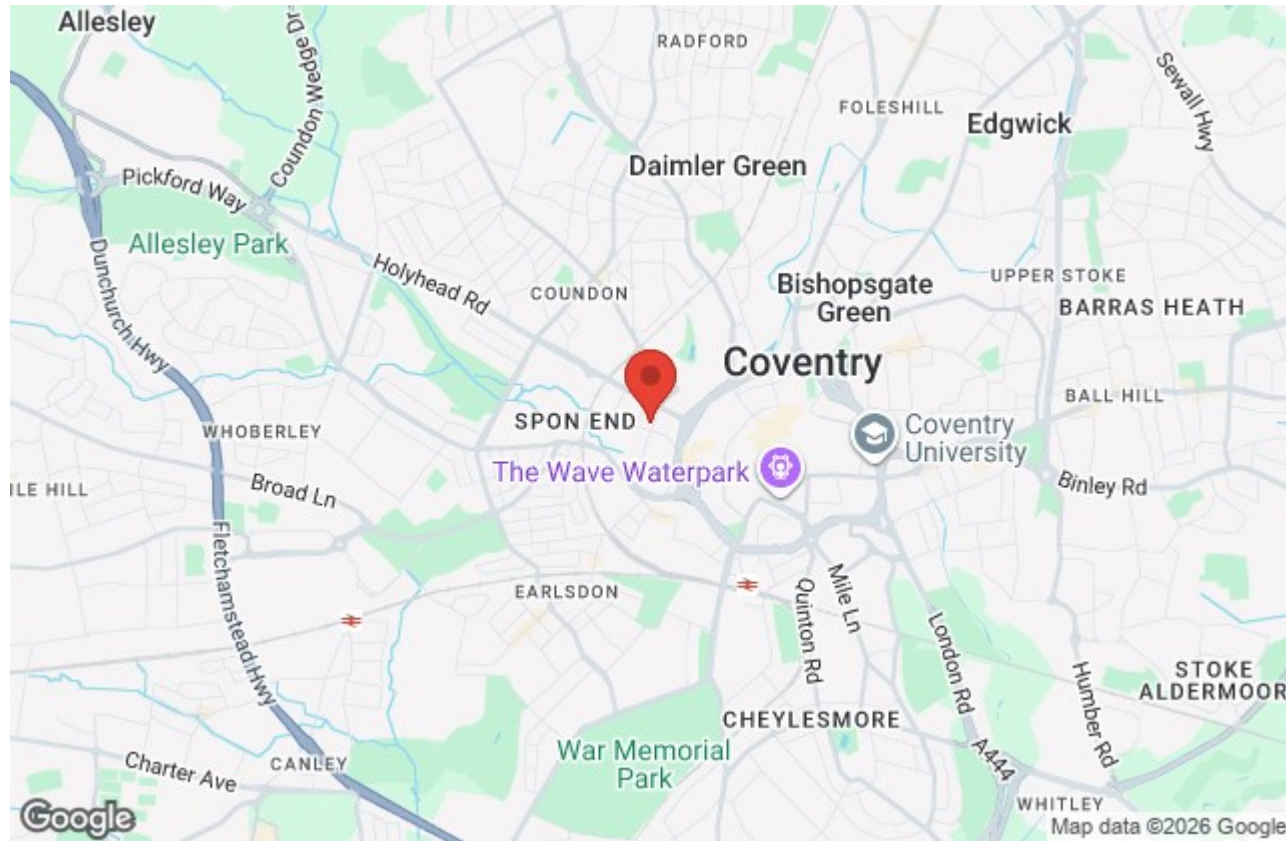 Allesley
RADFORD
Coundon Wedge Dr
Sewall Hwy
FOLESHILL
Edgwick
Daimler Green
Pickford Way
Allesley Park
Holyhead Rd
COUNDON
Bishopsgate
Green
UPPER STOKE
BARRAS HEATH
Dunchurch Hwy
Coventry
BALL HILL
SPON END
WHOBERLEY
Coventry
University
The Wave Waterpark
ILE HILL
Broad Ln
Binley Rd
Fletchamstead Hwy
EARLSDON
Quinton Rd
Mile Ln
London Rd
Humber Rd
STOKE
ALDERMOOR
CHEYLESMORE
War Memorial
Park
A444
Charter Ave
CANLEY
WHITLEY
Google
Map data ©2026 Google